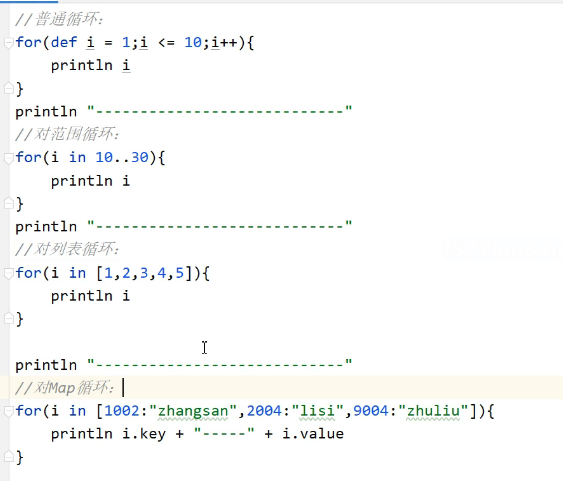 //普通循环:
for(def i = 1;i <= 10;i++){
    println i
}
println "----------------------------"
//对范围循环:
for(i in 10..30){
    println i
}
println "----------------------------"
//对列表循环:
for(i in [1,2,3,4,5]){
    println i
}
println "----------------------------"
//对Map循环:
for(i in [1002:"zhangsan",2004:"lisi",9004:"zhuliu"]){
    println i.key + "-----" + i.value
}